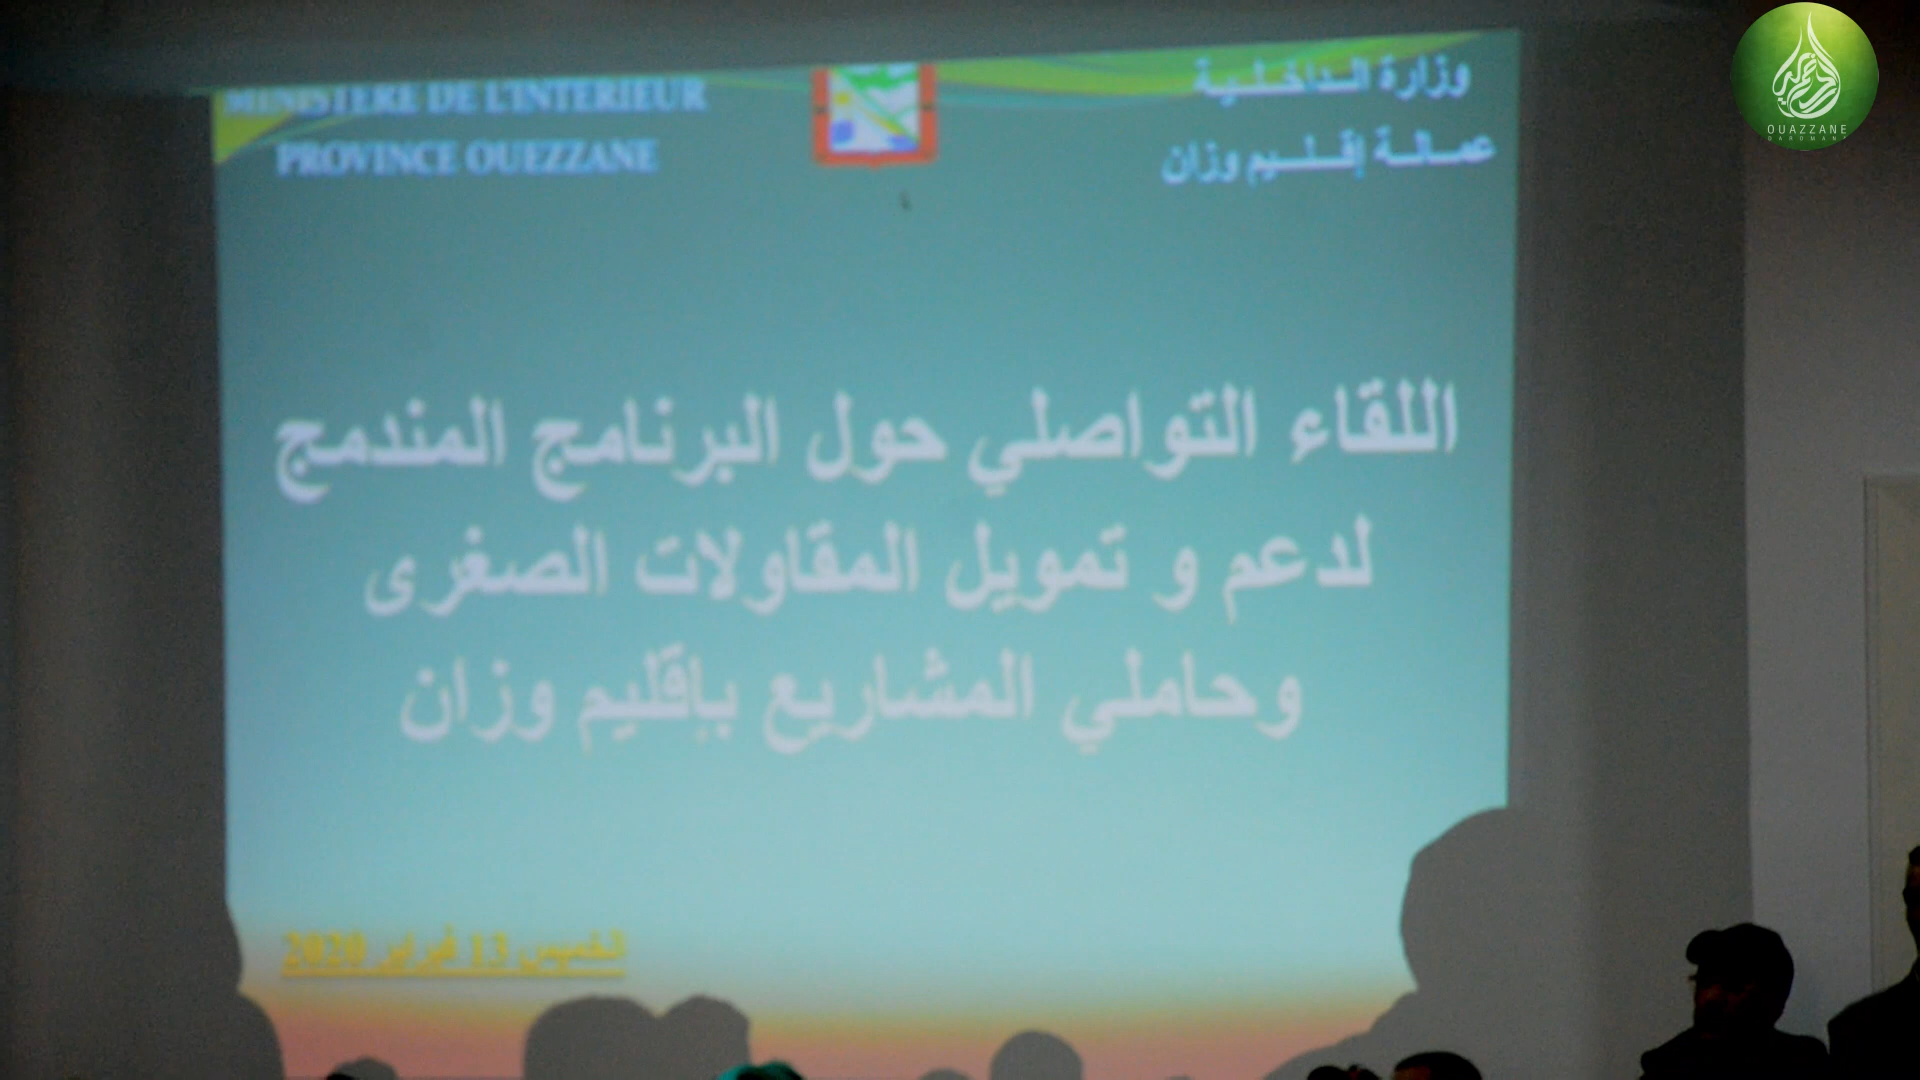 MINISTERE DE L'INTERIEUR
PROVINCE OUEZZANE
وزارة الداخلية
عمالة إقليم وزان
اللقاء التواصلي حول البرنامج المندمج
لدعم و تمويل المقاولات الصغرى
وحاملي المشاريع بإقليم وزان
الخميس 13 فبراير 2020
OUAZZANE
DARDMANA